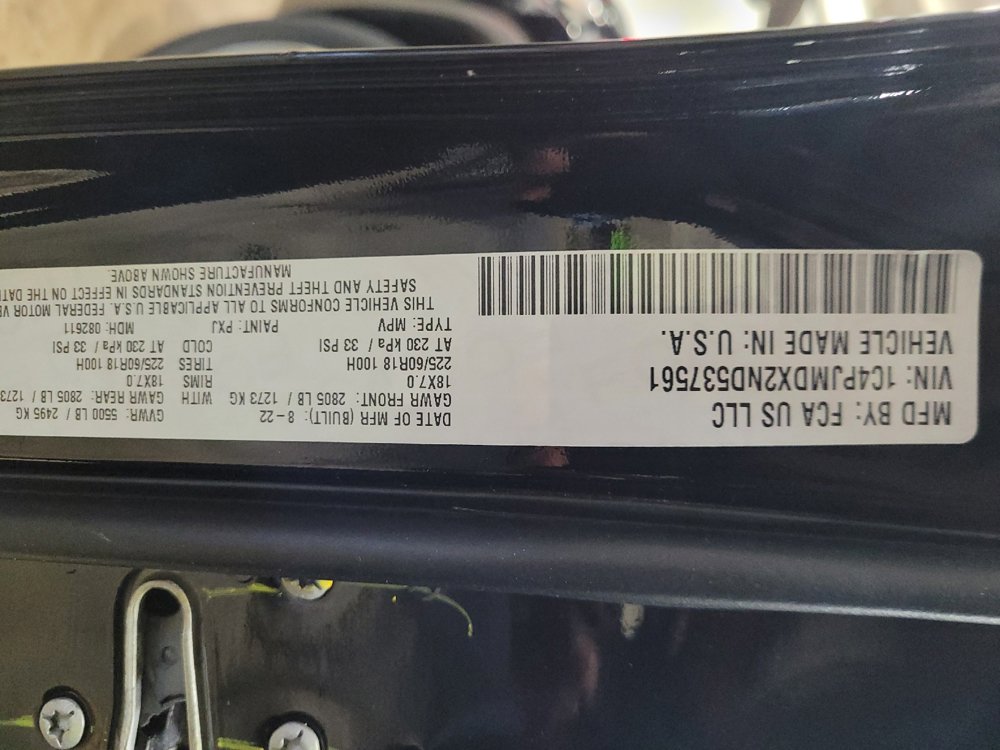 MFD BY: FCA US LLC
VIN: 1C4PJMDX2ND537561
VEHICLE MADE IN: U.S.A.
DATE OF MFR (BUILT): 8-22 GVWR: 5500 LB / 2495 KG
GAWR FRONT: 2805 LB 1273 KG WITH GAWR REAR: 2805 LB / 1273
18X7.0 RIMS 18X7.0
225/60R18 100H TIRES 225/60R18 100H
AT 230 kPa / 33 PSI COLD AT 230 kPa / 33 PSI
TYPE: MPV PAINT: PXJ MDH: 082611
THIS VEHICLE CONFORMS TO ALL APPLICABLE U.S.A. FEDERAL MOTOR
SAFETY AND THEFT PREVENTION STANDARDS IN EFFECT ON THE
MANUFACTURE SHOWN ABOVE.